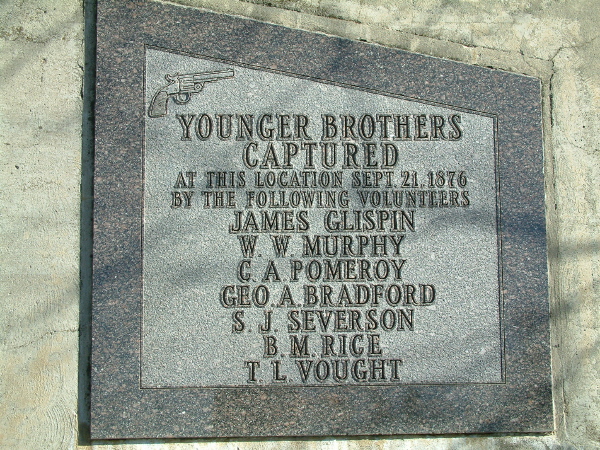 YOUNGER BROTHERS
CAPTURED
AT THIS LOCATION SEPT. 21, 1876
BY THE FOLLOWING VOLUNTEERS
JAMES GLISPIN
W. W. MURPHY
C. A POMEROY
GEO. A. BRADFORD
S. J. SEVERSON
B. M. RICE
T. L. VOUGHT